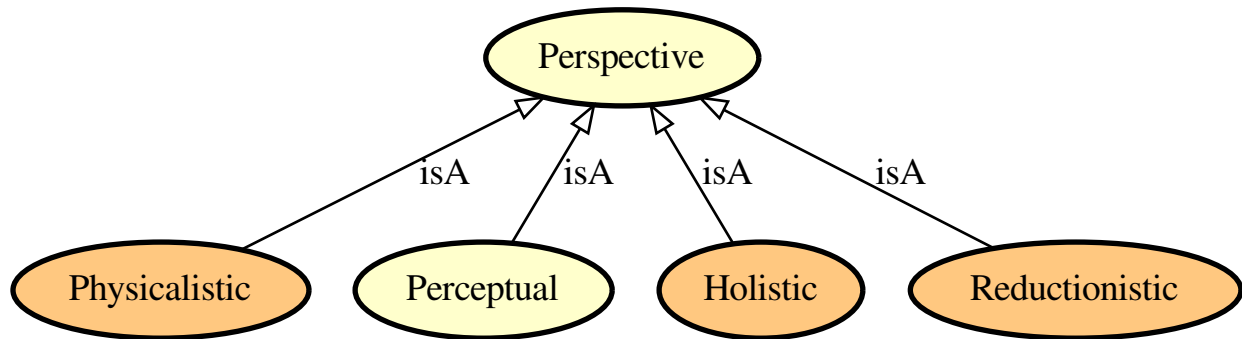 Perspective
isA isA isA isA
Physicalistic Perceptual Holistic Reductionistic